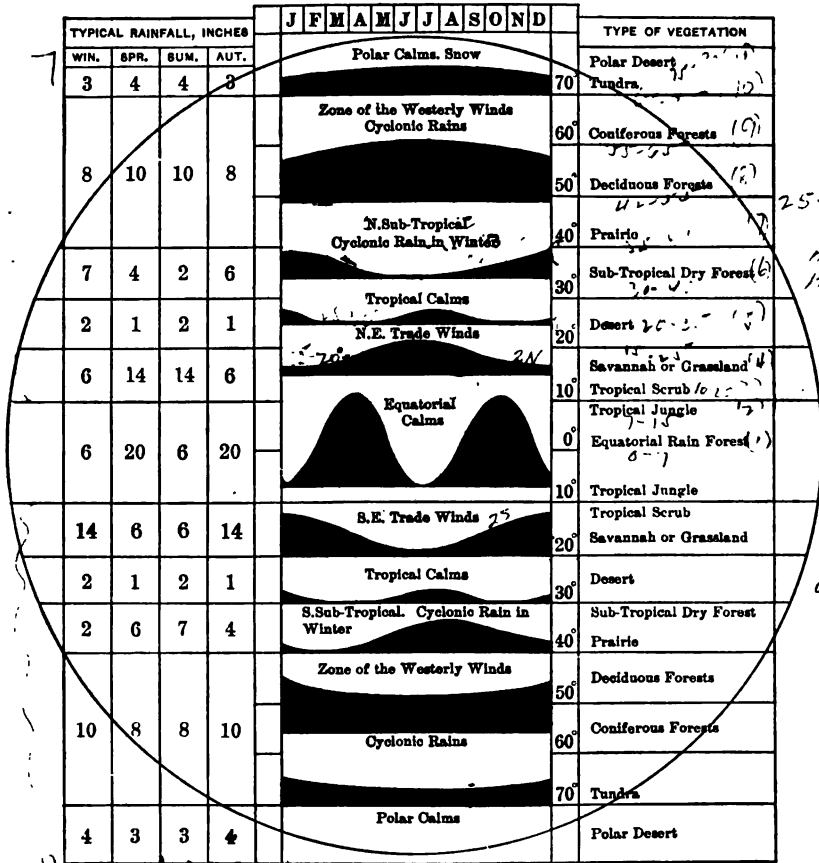 J F M A M J J A S O N D
TYPICAL RAINFALL, INCHES
TYPE OF VEGETATION
WIN. SPR. SUM. AUT.
Polar Calms. Snow
Polar Desert
3 4 4 3
70°
Tundra
Zone of the Westerly Winds
Cyclonic Rains
60°
Coniferous Forests
8 10 10 8
50°
Deciduous Forests
N. Sub-Tropical
Cyclonic Rain in Winter
40°
Prairie
7 4 2 6
Sub-Tropical Dry Forest
30°
Tropical Calms
2 1 2 1
Desert
20°
N.E. Trade Winds
6 14 14 6
Savannah or Grassland
10°
Tropical Scrub
Equatorial
Calms
Tropical Jungle
6 20 6 20
0°
Equatorial Rain Forest
10°
Tropical Jungle
S.E. Trade Winds
Tropical Scrub
14 6 6 14
20°
Savannah or Grassland
Tropical Calms
2 1 2 1
Desert
30°
S.Sub-Tropical. Cyclonic Rain in
Winter
Sub-Tropical Dry Forest
2 6 7 4
40°
Prairie
Zone of the Westerly Winds
50°
Deciduous Forests
10 8 8 10
Coniferous Forests
Cyclonic Rains
60°
70°
Tundra
Polar Calms
4 3 3 4
Polar Desert